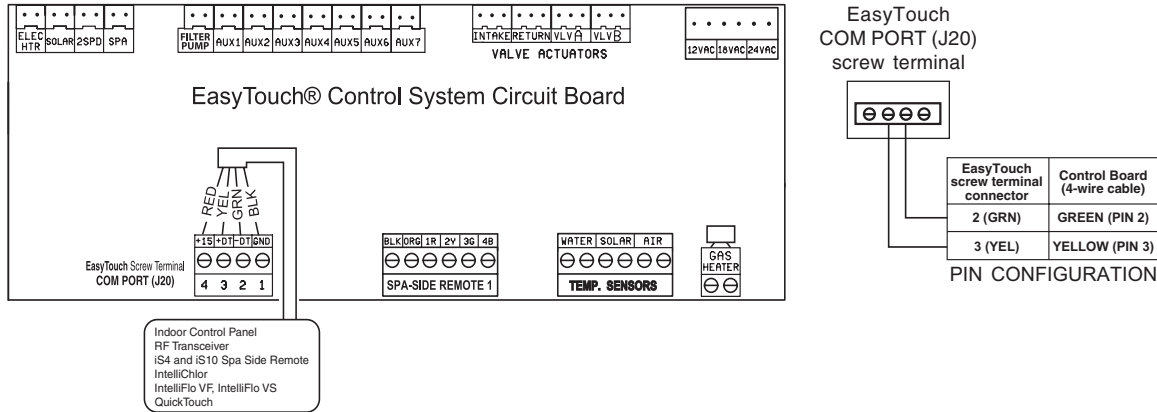 ELEC HTR SOLAR 2SPD SPA
FILTER PUMP AUX1 AUX2 AUX3 AUX4 AUX5 AUX6 AUX7
INTAKE RETURN VLVA VLVB
VALVE ACTUATORS
12VAC 18VAC 24VAC
EasyTouch® Control System Circuit Board
RED YEL GRN BLK
+15 +DT -DT GND
EasyTouch Screw Terminal
COM PORT (J20)
4 3 2 1
BLK ORG 1R 2Y 3G 4B
SPA-SIDE REMOTE 1
WATER SOLAR AIR
TEMP. SENSORS
GAS
HEATER
Indoor Control Panel
RF Transceiver
iS4 and iS10 Spa Side Remote
IntelliChlor
IntelliFlo VF, IntelliFlo VS
QuickTouch
EasyTouch
COM PORT (J20)
screw terminal
EasyTouch
screw terminal
connector
Control Board
(4-wire cable)
2 (GRN) GREEN (PIN 2)
3 (YEL) YELLOW (PIN 3)
PIN CONFIGURATION